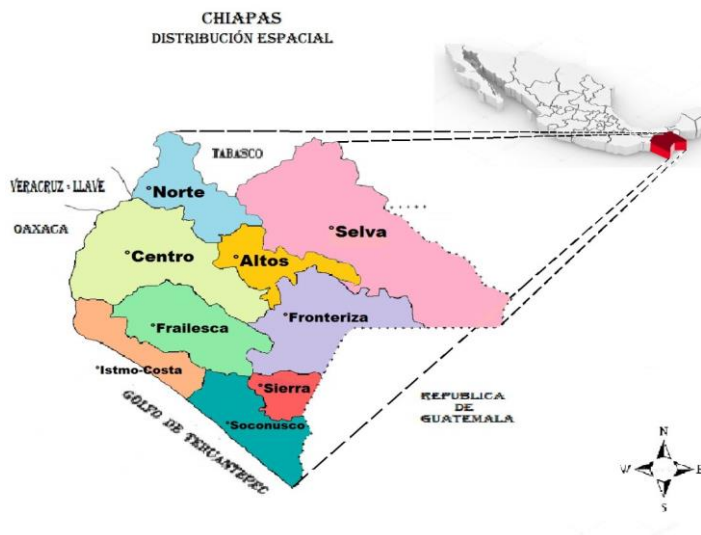 CHIAPAS
DISTRIBUCIÓN ESPACIAL
TABASCO
VERACRUZ - LLAVE
OAXACA
°Norte
°Selva
°Centro
°Altos
°Fronteriza
°Frailesca
°Istmo-Costa
°Sierra
°Soconusco
GOLFO DE TEHUANTEPEC
REPUBLICA
DE
GUATEMALA
N
W
E
S